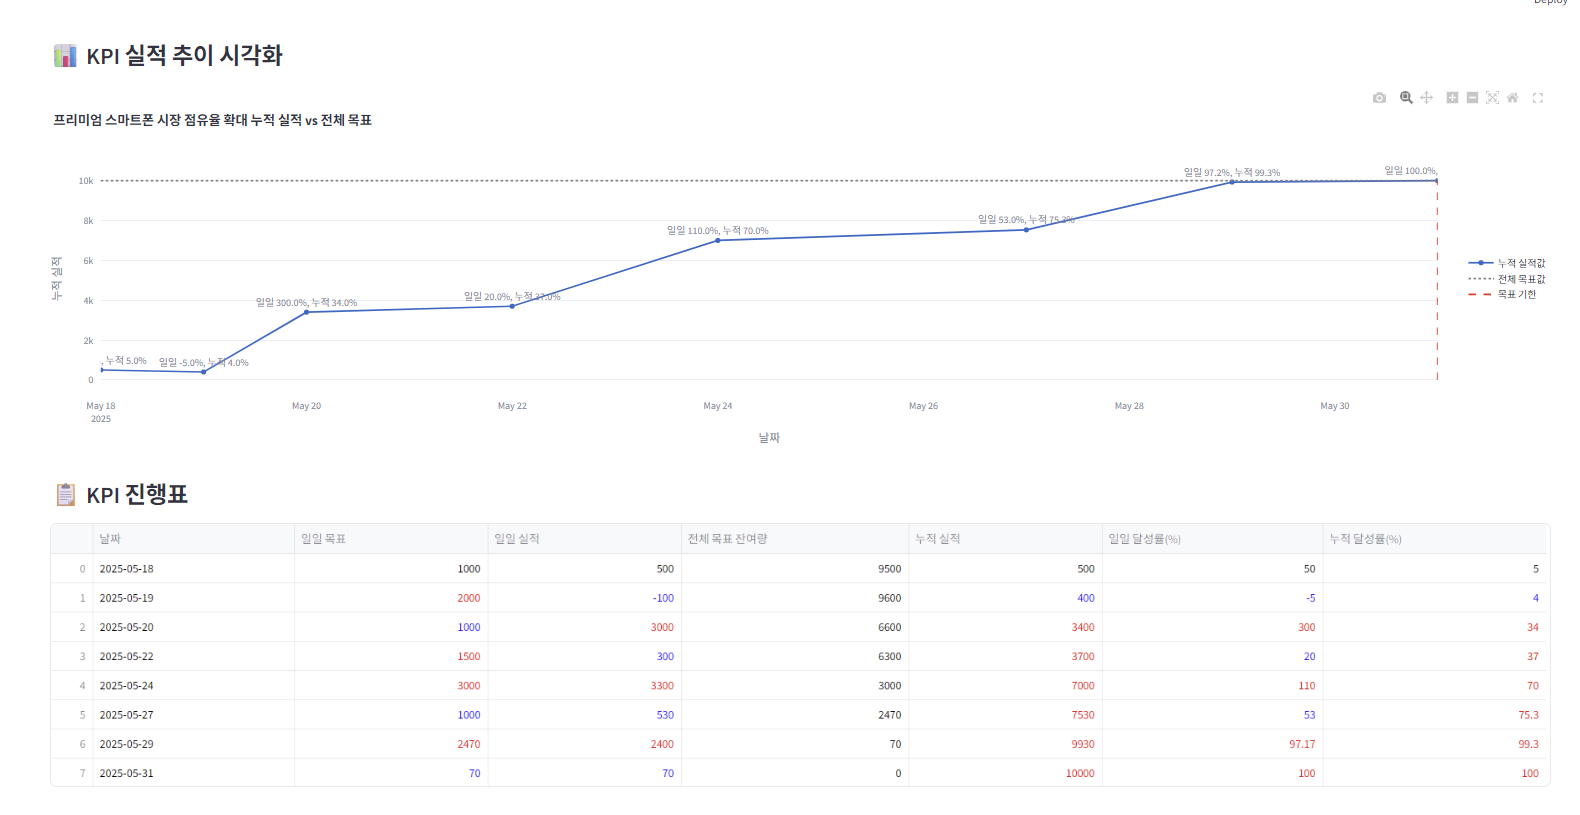 Deploy
KPI 실적 추이 시각화
프리미엄 스마트폰 시장 점유율 확대 누적 실적 vs 전체 목표
누적 실적
10k
8k
6k
4k
2k
0
, 누적 5.0%
일일 -5.0%, 누적 4.0%
일일 300.0%, 누적 34.0%
일일 20.0%, 누적 37.0%
일일 110.0%, 누적 70.0%
일일 53.0%, 누적 75.3%
일일 97.2%, 누적 99.3%
일일 100.0%,
누적 실적값
전체 목표값
목표 기한
May 18 May 20 May 22 May 24 May 26 May 28 May 30
2025
날짜
KPI 진행표
날짜 일일 목표 일일 실적 전체 목표 잔여량 누적 실적 일일 달성률(%) 누적 달성률(%)
0 2025-05-18 1000 500 9500 500 50 5
1 2025-05-19 2000 -100 9600 400 -5 4
2 2025-05-20 1000 3000 6600 3400 300 34
3 2025-05-22 1500 300 6300 3700 20 37
4 2025-05-24 3000 3300 3000 7000 110 70
5 2025-05-27 1000 530 2470 7530 53 75.3
6 2025-05-29 2470 2400 70 9930 97.17 99.3
7 2025-05-31 70 70 0 10000 100 100